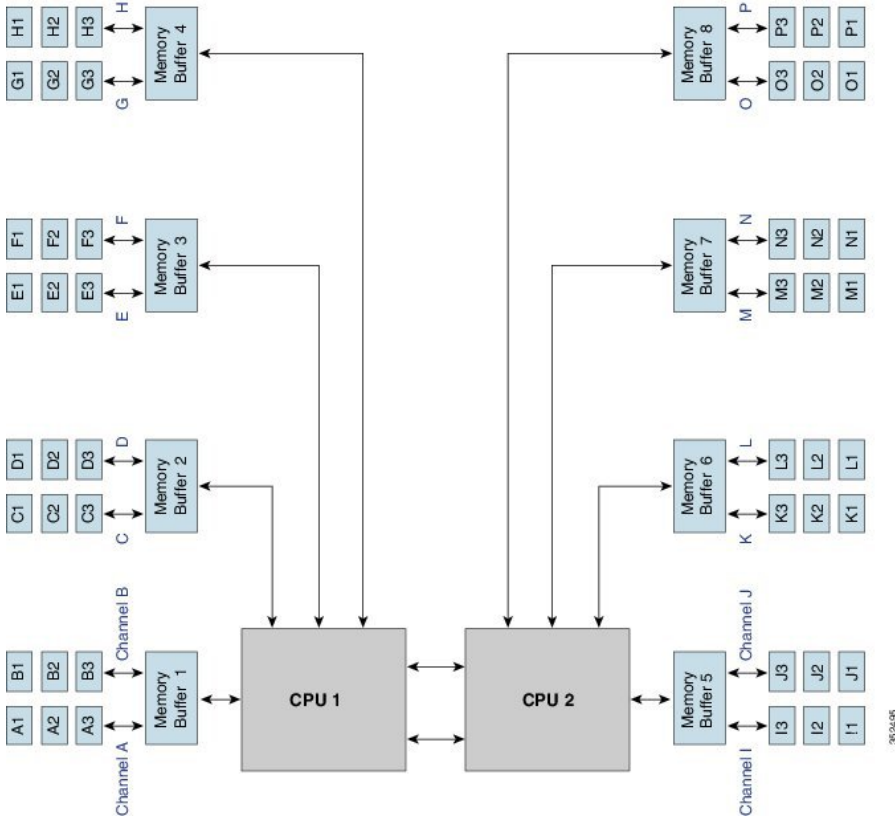 H1 H2 H3 H
Memory Buffer 4
G1 G2 G3 G
F1 F2 F3 F
Memory Buffer 3
E1 E2 E3 E
D1 D2 D3 D
Memory Buffer 2
C1 C2 C3 C
B1 B2 B3 Channel B
Memory Buffer 1
A1 A2 A3 Channel A
CPU 1
CPU 2
P P3 P2 P1
Memory Buffer 8
O O3 O2 O1
N N3 N2 N1
Memory Buffer 7
M M3 M2 M1
L L3 L2 L1
Memory Buffer 6
K K3 K2 K1
Channel J J3 J2 J1
Memory Buffer 5
Channel I I3 I2 I1